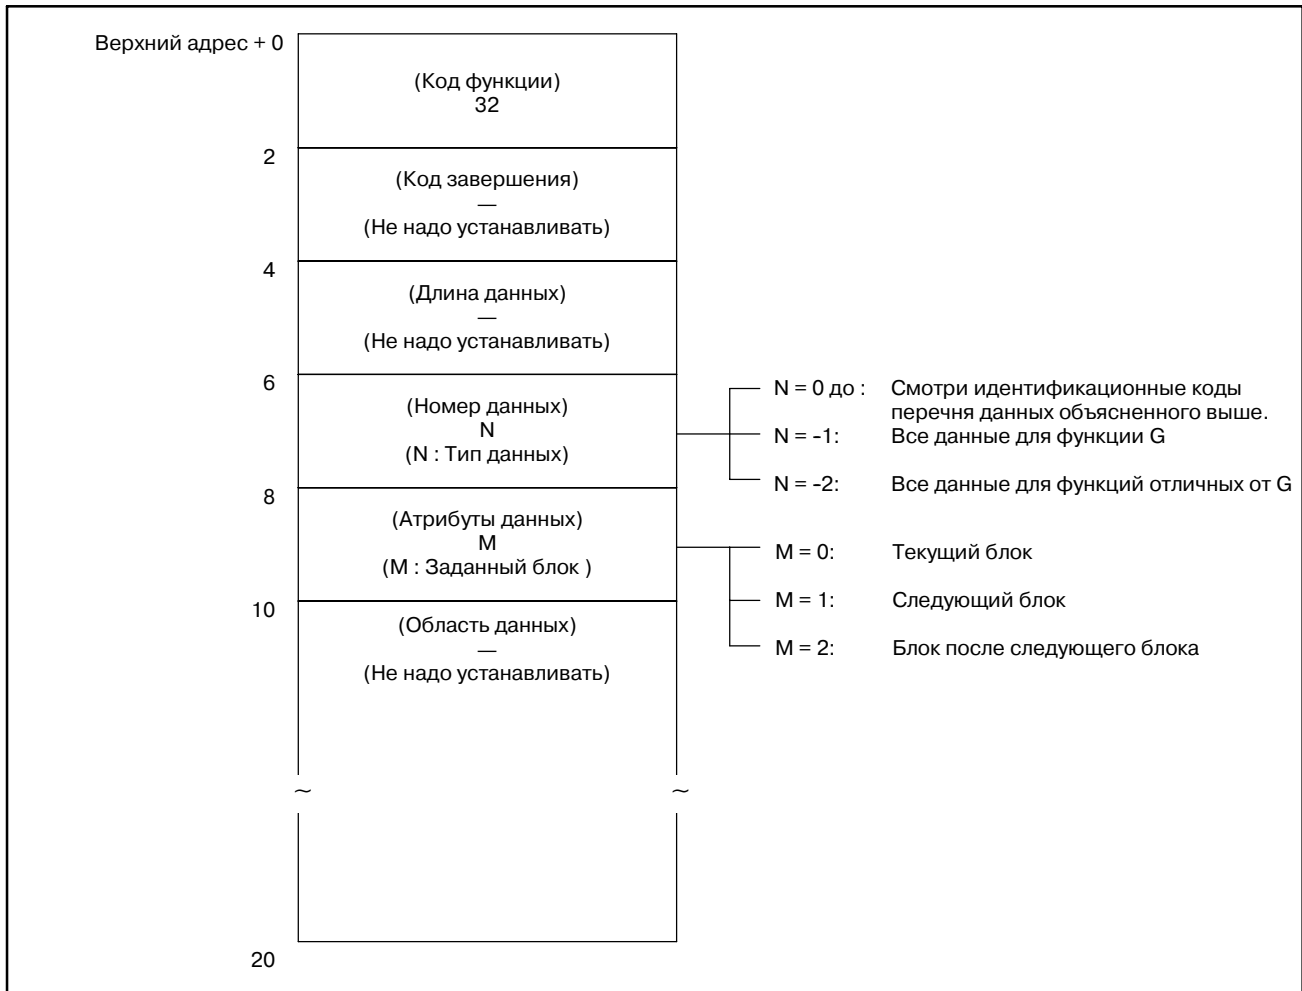 Верхний адрес + 0
(Код функции)
32
2
(Код завершения)
—
(Не надо устанавливать)
4
(Длина данных)
—
(Не надо устанавливать)
6
(Номер данных)
N
(N : Тип данных)
N = 0 до : Смотри идентификационные коды
перечня данных объясненного выше.
N = -1: Все данные для функции G
N = -2: Все данные для функций отличных от G
8
(Атрибуты данных)
M
(M : Заданный блок )
M = 0: Текущий блок
M = 1: Следующий блок
M = 2: Блок после следующего блока
10
(Область данных)
—
(Не надо устанавливать)
~ ~
20